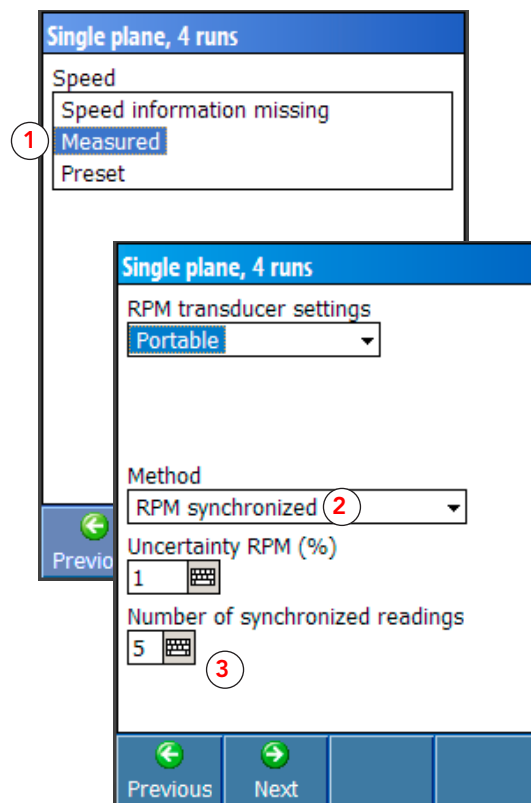 Single plane, 4 runs
Speed
Speed information missing
1
Measured
Preset
Previo
Single plane, 4 runs
RPM transducer settings
Portable
Method
RPM synchronized 2
Uncertainty RPM (%)
1
Number of synchronized readings
5
3
Previous Next